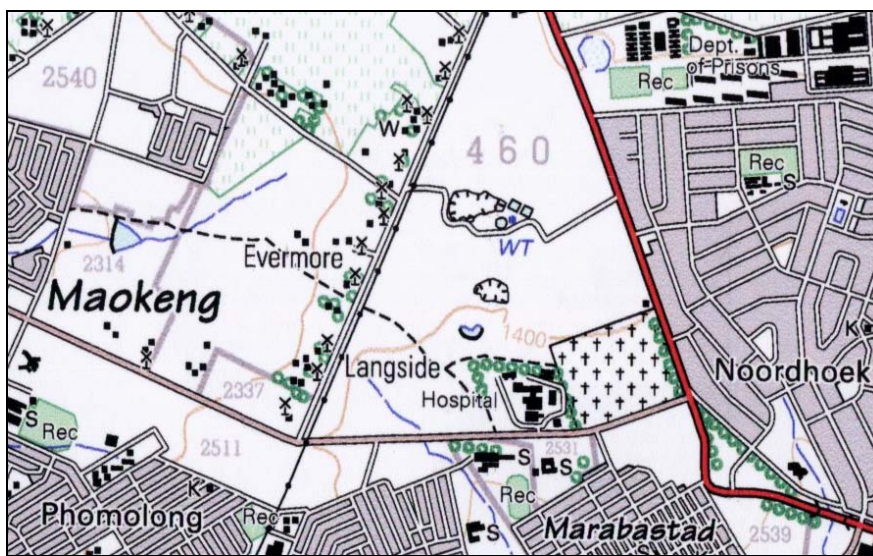 2540
Dept.
of Prisons
Rec
W
460
Rec
S
WT
2314
Evermore
Maokeng
1400
Langside
Noordhoek
K
2337
Hospital
S
Rec
2511
2531
S
S
K
Rec
Phomolong
Rec
Marabastad
S
S
2539